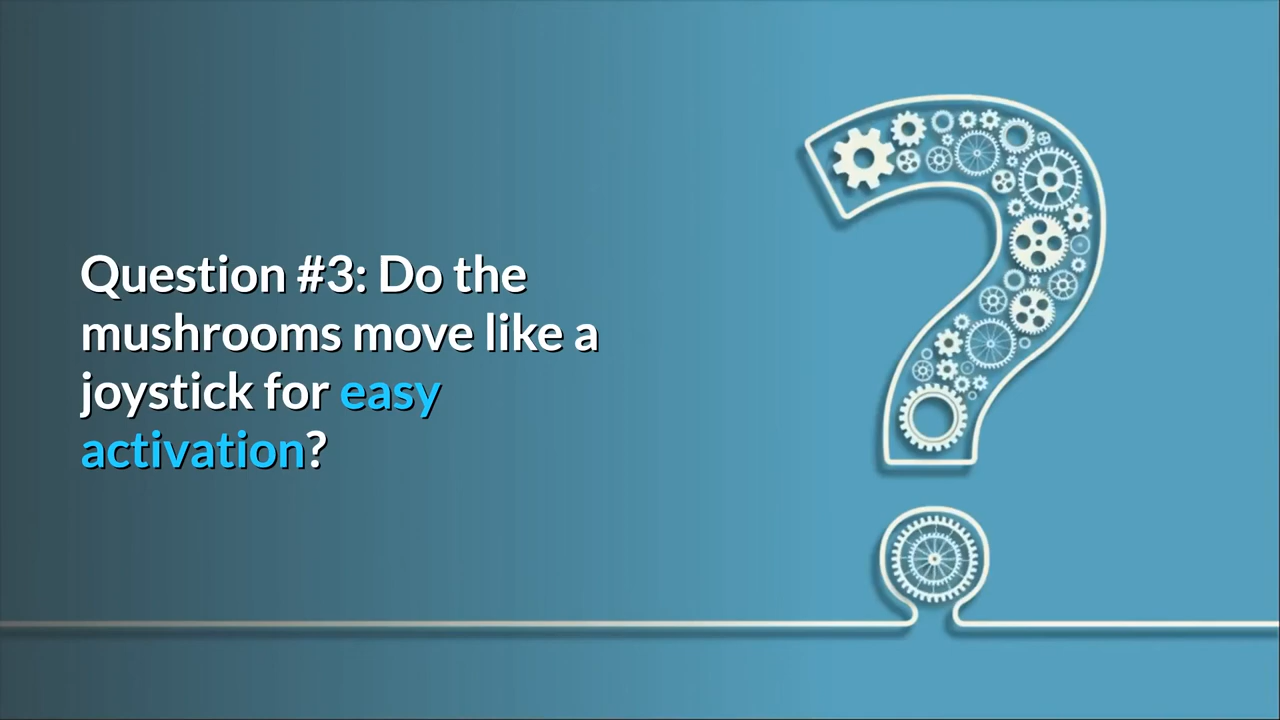 Question #3: Do the
mushrooms move like a
joystick for easy
activation?